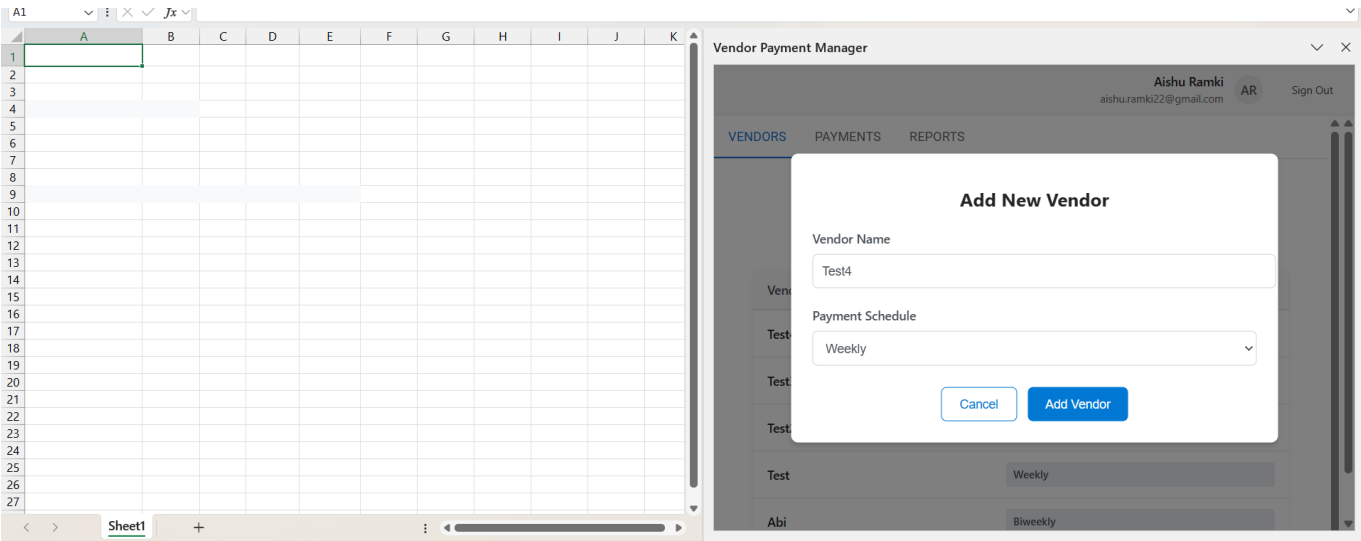 A1 fx
A B C D E F G H I J K
1
2
3
4
5
6
7
8
9
10
11
12
13
14
15
16
17
18
19
20
21
22
23
24
25
26
27
Sheet1 +
Vendor Payment Manager
Aishu Ramki
aishu.ramki22@gmail.com
AR
Sign Out
VENDORS PAYMENTS REPORTS
Add New Vendor
Vendor Name
Test4
Payment Schedule
Weekly
Cancel Add Vendor
Test Weekly
Abi Biweekly